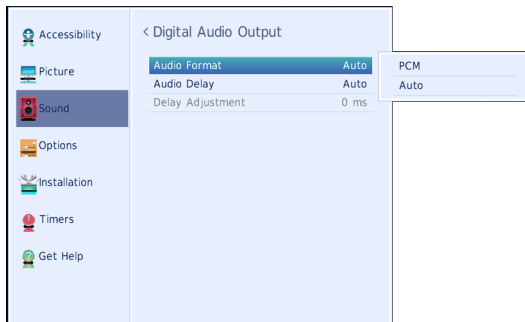 Accessibility
Picture
Sound
Options
Installation
Timers
Get Help
< Digital Audio Output
Audio Format Auto
Audio Delay Auto
Delay Adjustment 0 ms
PCM
Auto